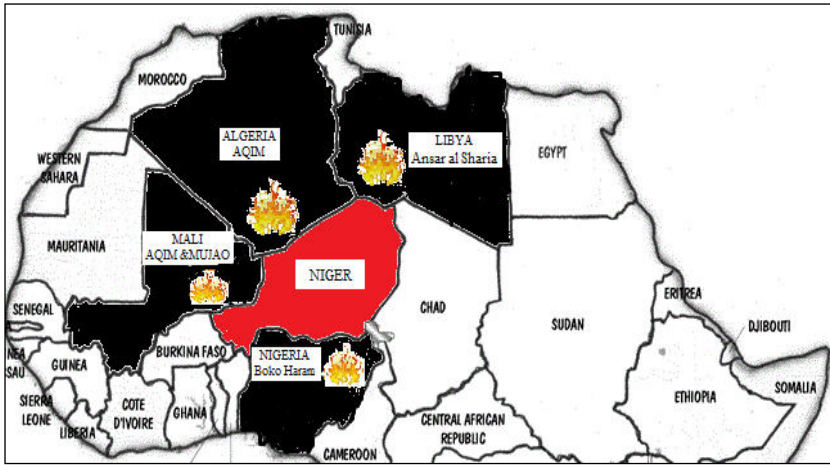 TUNISIA
MOROCCO
ALGERIA
AQIM
LIBYA
Ansar al Sharia
EGYPT
WESTERN
SAHARA
MALI
AQIM &MUJAO
MAURITANIA
NIGER
CHAD
SUDAN
ERITREA
SENEGAL
DJIBOUTI
NEA
SAU
GUINEA
BURKINA FASO
NIGERIA
Boko Haram
SIERRA
LEONE
LIBERIA
COTE
D'IVOIRE
GHANA
CAMEROON
CENTRAL AFRICAN
REPUBLIC
ETHIOPIA
SOMALIA